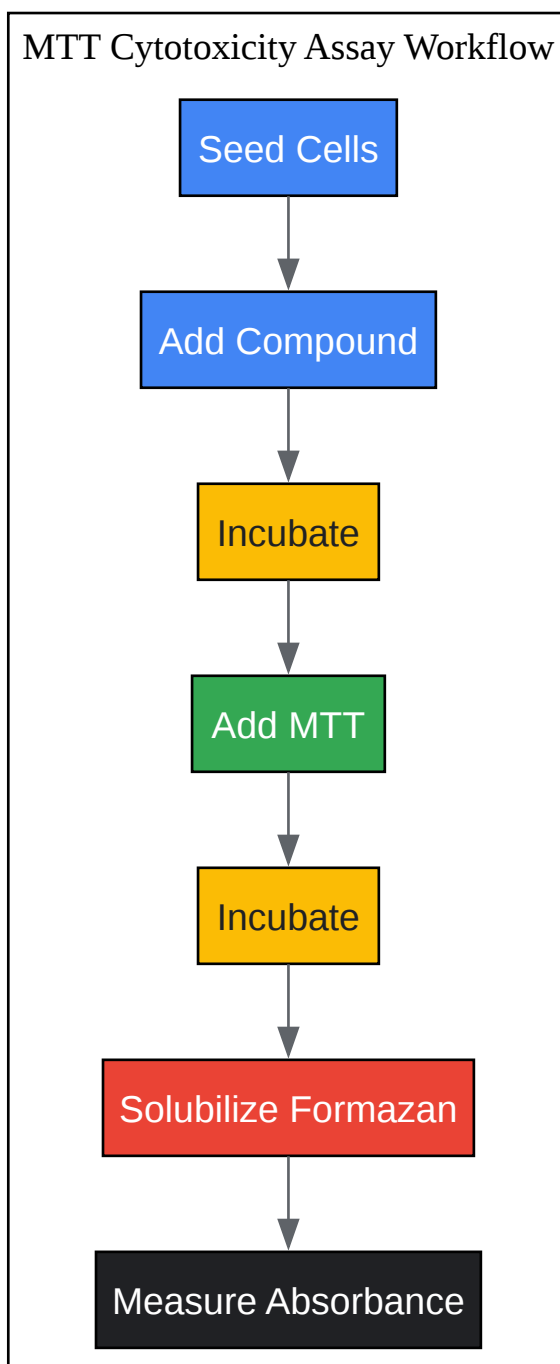 MTT Cytotoxicity Assay Workflow
Seed Cells
Add Compound
Incubate
Add MTT
Incubate
Solubilize Formazan
Measure Absorbance